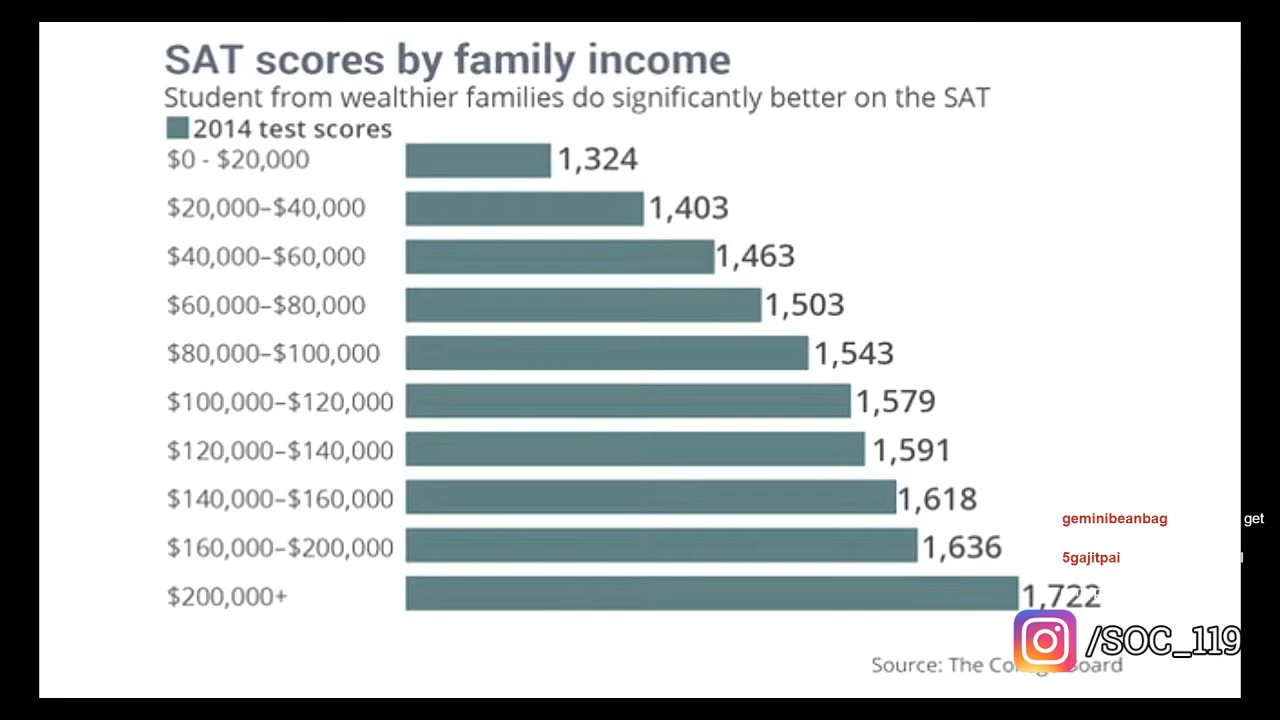 SAT scores by family income
Student from wealthier families do significantly better on the SAT
2014 test scores
$0 - $20,000 1,324
$20,000–$40,000 1,403
$40,000–$60,000 1,463
$60,000–$80,000 1,503
$80,000–$100,000 1,543
$100,000–$120,000 1,579
$120,000–$140,000 1,591
$140,000–$160,000 1,618
geminibeanbag get
$160,000–$200,000 1,636
5gajitpai
$200,000+ 1,722
/SOC_119
Source: The Board